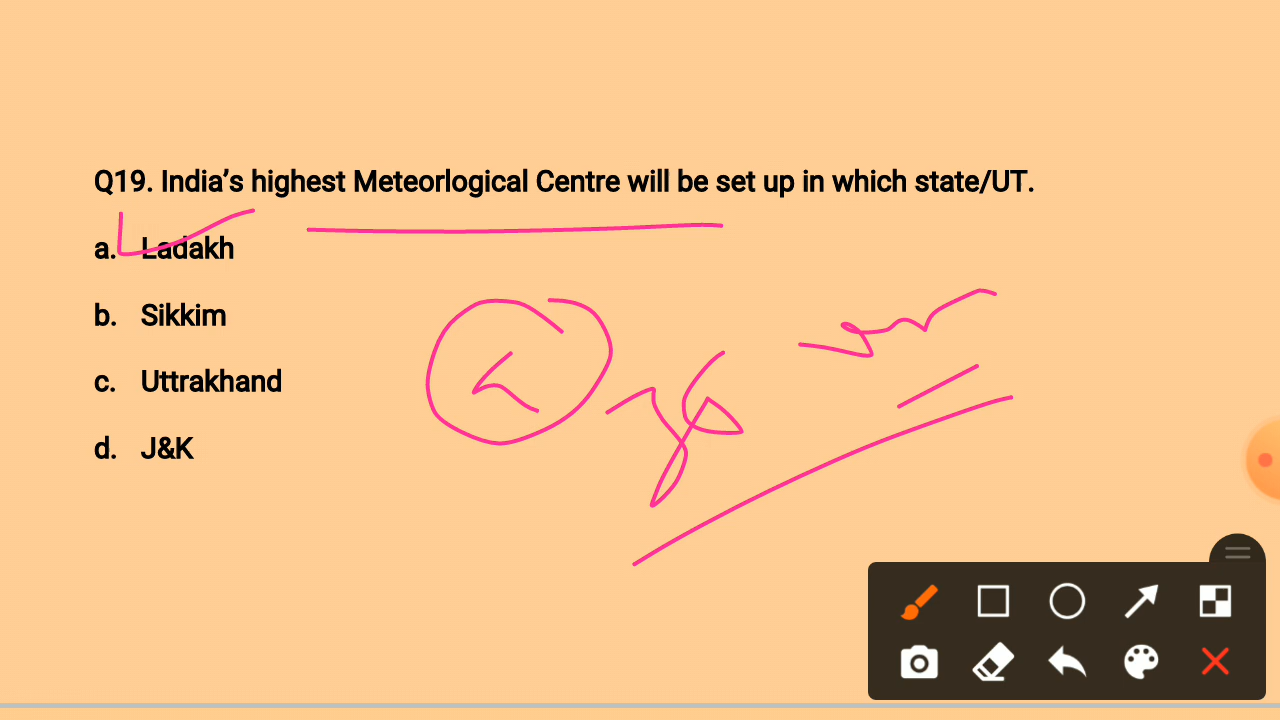 Q19. India’s highest Meteorlogical Centre will be set up in which state/UT.
a. Ladakh
b. Sikkim
c. Uttrakhand
d. J&K